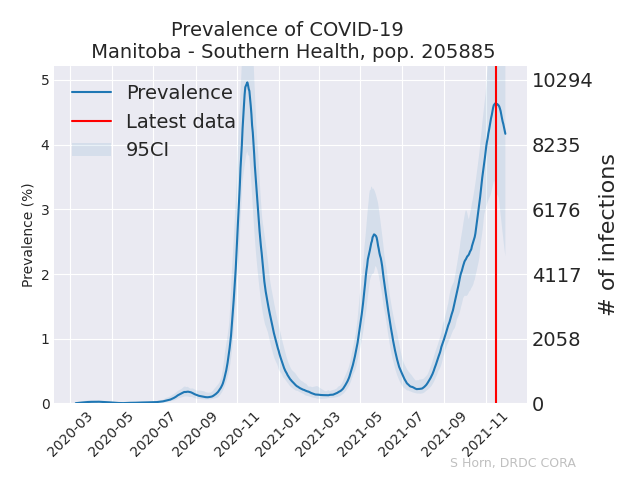 Prevalence of COVID-19
Manitoba - Southern Health, pop. 205885
Prevalence
Latest data
95CI
Prevalence (%)
5
4
3
2
1
0
10294
8235
6176
4117
2058
0
# of infections
2020-03
2020-05
2020-07
2020-09
2020-11
2021-01
2021-03
2021-05
2021-07
2021-09
2021-11
S Horn, DRDC CORA